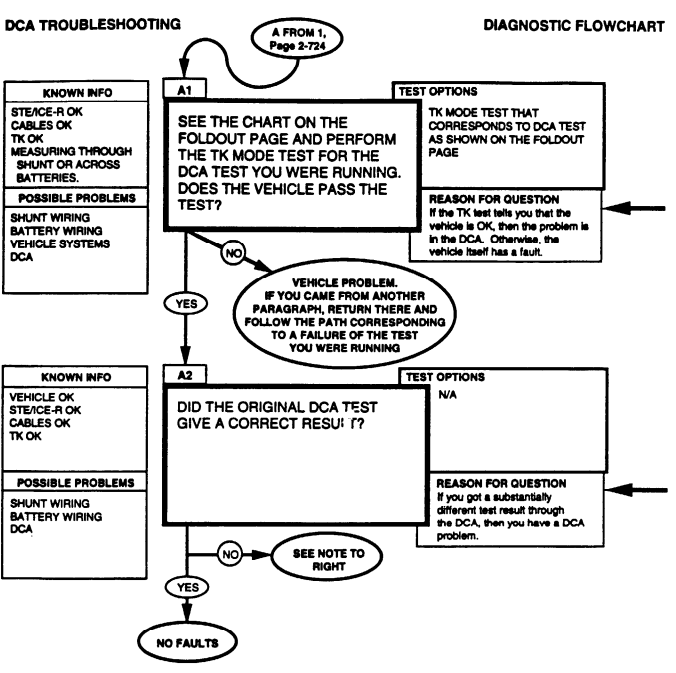 DCA TROUBLESHOOTING
A FROM 1,
Page 2-724
DIAGNOSTIC FLOWCHART
KNOWN INFO
STE/ICE-R OK
CABLES OK
TK OK
MEASURING THROUGH
SHUNT OR ACROSS
BATTERIES.
POSSIBLE PROBLEMS
SHUNT WIRING
BATTERY WIRING
VEHICLE SYSTEMS
DCA
A1
SEE THE CHART ON THE
FOLDOUT PAGE AND PERFORM
THE TK MODE TEST FOR THE
DCA TEST YOU WERE RUNNING.
DOES THE VEHICLE PASS THE
TEST?
TEST OPTIONS
TK MODE TEST THAT
CORRESPONDS TO DCA TEST
AS SHOWN ON THE FOLDOUT
PAGE
REASON FOR QUESTION
If the TK test tells you that the
vehicle is OK, then the problem is
in the DCA. Otherwise, the
vehicle itself has a fault.
NO
VEHICLE PROBLEM.
IF YOU CAME FROM ANOTHER
PARAGRAPH, RETURN THERE AND
FOLLOW THE PATH CORRESPONDING
TO A FAILURE OF THE TEST
YOU WERE RUNNING
YES
KNOWN INFO
VEHICLE OK
STE/ICE-R OK
CABLES OK
TK OK
POSSIBLE PROBLEMS
SHUNT WIRING
BATTERY WIRING
DCA
A2
DID THE ORIGINAL DCA TEST
GIVE A CORRECT RESULT?
TEST OPTIONS
N/A
REASON FOR QUESTION
If you got a substantially
different test result through
the DCA, then you have a DCA
problem.
NO
SEE NOTE TO
RIGHT
YES
NO FAULTS